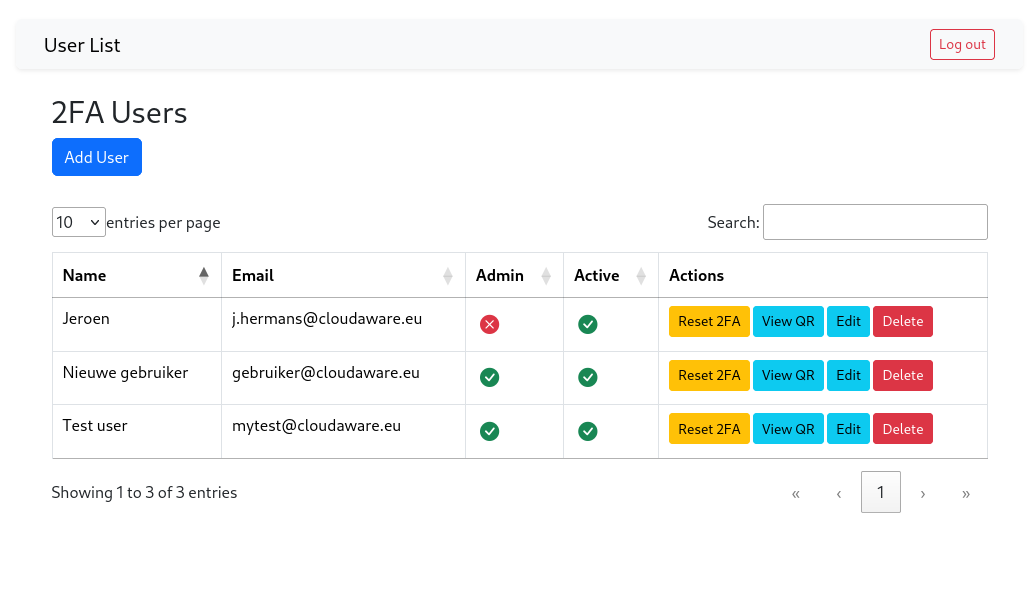 User List Log out
2FA Users
Add User
10 entries per page Search:
Name Email Admin Active Actions
Jeroen j.hermans@cloudaware.eu Reset 2FA View QR Edit Delete
Nieuwe gebruiker gebruiker@cloudaware.eu Reset 2FA View QR Edit Delete
Test user mytest@cloudaware.eu Reset 2FA View QR Edit Delete
Showing 1 to 3 of 3 entries « ‹ 1 › »